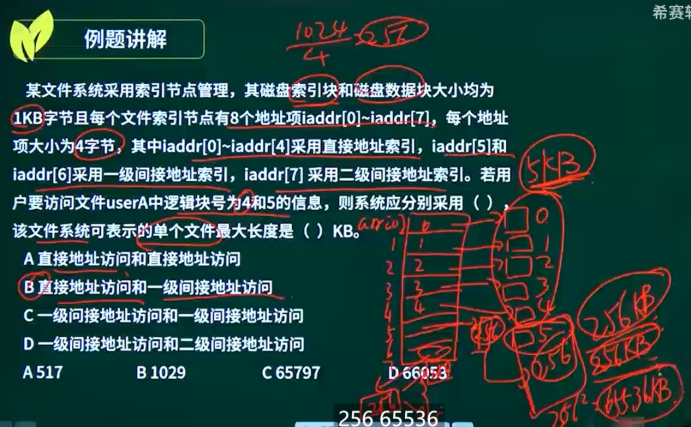 希赛软
例题讲解
1024
4
256
某文件系统采用索引节点管理，其磁盘索引块和磁盘数据块大小均为
1KB字节且每个文件索引节点有8个地址项iaddr[0]~iaddr[7]，每个地址
项大小为4字节，其中iaddr[0]~iaddr[4]采用直接地址索引，iaddr[5]和
iaddr[6]采用一级间接地址索引，iaddr[7] 采用二级间接地址索引。若用
户要访问文件userA中逻辑块号为4和5的信息，则系统应分别采用（ ），
该文件系统可表示的单个文件最大长度是（ ）KB。
A 直接地址访问和直接地址访问
B 直接地址访问和一级间接地址访问
C 一级问接地址访问和一级间接地址访问
D 一级间接地址访问和二级间接地址访问
A 517 B 1029 C 65797 D 66053
5KB
0
1
2
3
4
5
256
256KB
256KB
65536KB
256 65536